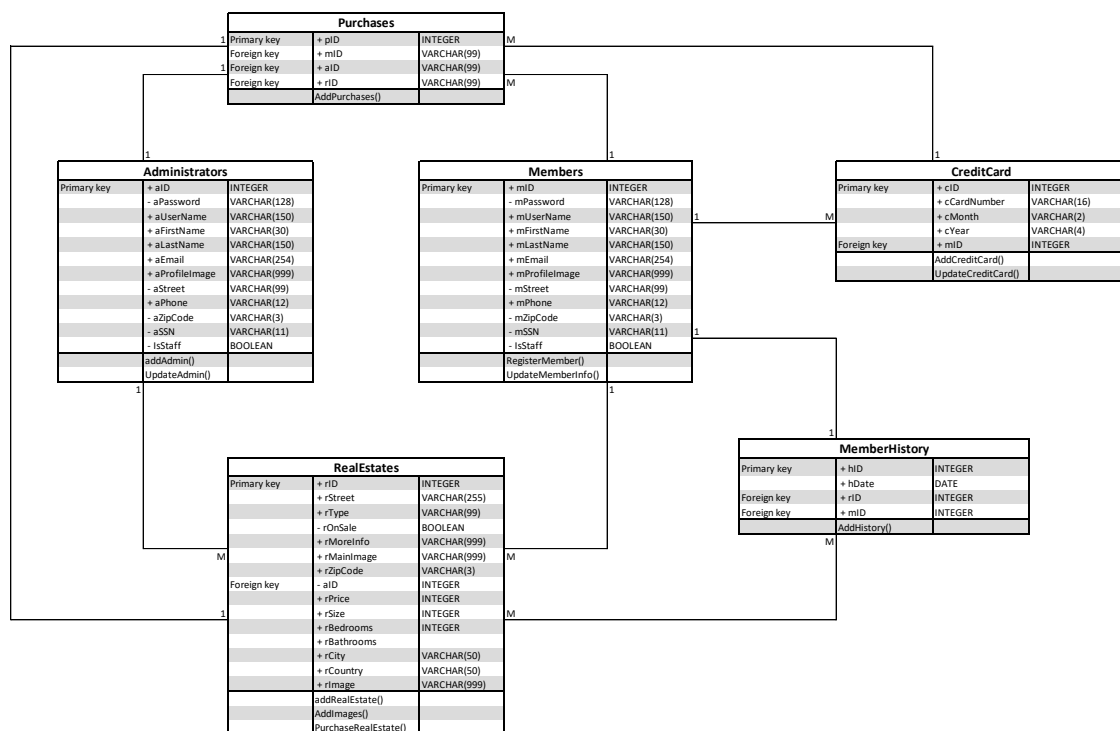 Purchases
1 Primary key + pID INTEGER M
Foreign key + mID VARCHAR(99)
1 Foreign key + aID VARCHAR(99)
Foreign key + rID VARCHAR(99) M
AddPurchases()
1
1
1
Administrators
Primary key + aID INTEGER
- aPassword VARCHAR(128)
+ aUserName VARCHAR(150)
+ aFirstName VARCHAR(30)
+ aLastName VARCHAR(150)
+ aEmail VARCHAR(254)
+ aProfileImage VARCHAR(999)
- aStreet VARCHAR(99)
+ aPhone VARCHAR(12)
- aZipCode VARCHAR(3)
- aSSN VARCHAR(11)
- IsStaff BOOLEAN
addAdmin()
UpdateAdmin()
1
Members
Primary key + mID INTEGER
- mPassword VARCHAR(128)
+ mUserName VARCHAR(150)
+ mFirstName VARCHAR(30)
+ mLastName VARCHAR(150)
+ mEmail VARCHAR(254)
+ mProfileImage VARCHAR(999)
- mStreet VARCHAR(99)
+ mPhone VARCHAR(12)
- mZipCode VARCHAR(3)
- mSSN VARCHAR(11)
- IsStaff BOOLEAN
RegisterMember()
UpdateMemberInfo()
1
1 M
1
CreditCard
Primary key + cID INTEGER
+ cCardNumber VARCHAR(16)
+ cMonth VARCHAR(2)
+ cYear VARCHAR(4)
Foreign key + mID INTEGER
AddCreditCard()
UpdateCreditCard()
1
MemberHistory
Primary key + hID INTEGER
+ hDate DATE
Foreign key + rID INTEGER
Foreign key + mID INTEGER
AddHistory()
M
RealEstates
Primary key + rID INTEGER
+ rStreet VARCHAR(255)
+ rType VARCHAR(99)
- rOnSale BOOLEAN
+ rMoreInfo VARCHAR(999)
M + rMainImage VARCHAR(999) M
+ rZipCode VARCHAR(3)
Foreign key - aID INTEGER
+ rPrice INTEGER
1 + rSize INTEGER M
+ rBedrooms INTEGER
+ rBathrooms
+ rCity VARCHAR(50)
+ rCountry VARCHAR(50)
+ rImage VARCHAR(999)
addRealEstate()
AddImages()
PurchaseRealEstate()